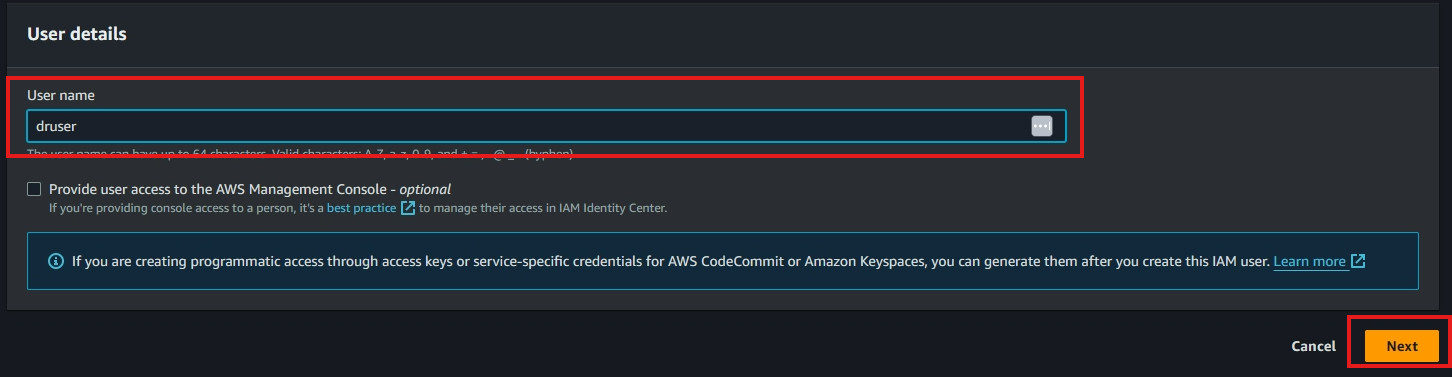 User details
User name
druser
The user name can have up to 64 characters. Valid characters: A-Z, a-z, 0-9, and + = , . @ _ - (hyphen)
Provide user access to the AWS Management Console - optional
If you're providing console access to a person, it's a best practice to manage their access in IAM Identity Center.
If you are creating programmatic access through access keys or service-specific credentials for AWS CodeCommit or Amazon Keyspaces, you can generate them after you create this IAM user. Learn more
Cancel
Next